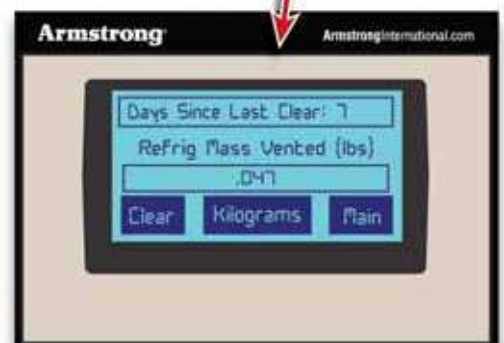 Armstrong ArmstrongInternational.com
Days Since Last Clear: 7
Refrig Mass Vented (lbs)
.047
Clear Kilograms Main